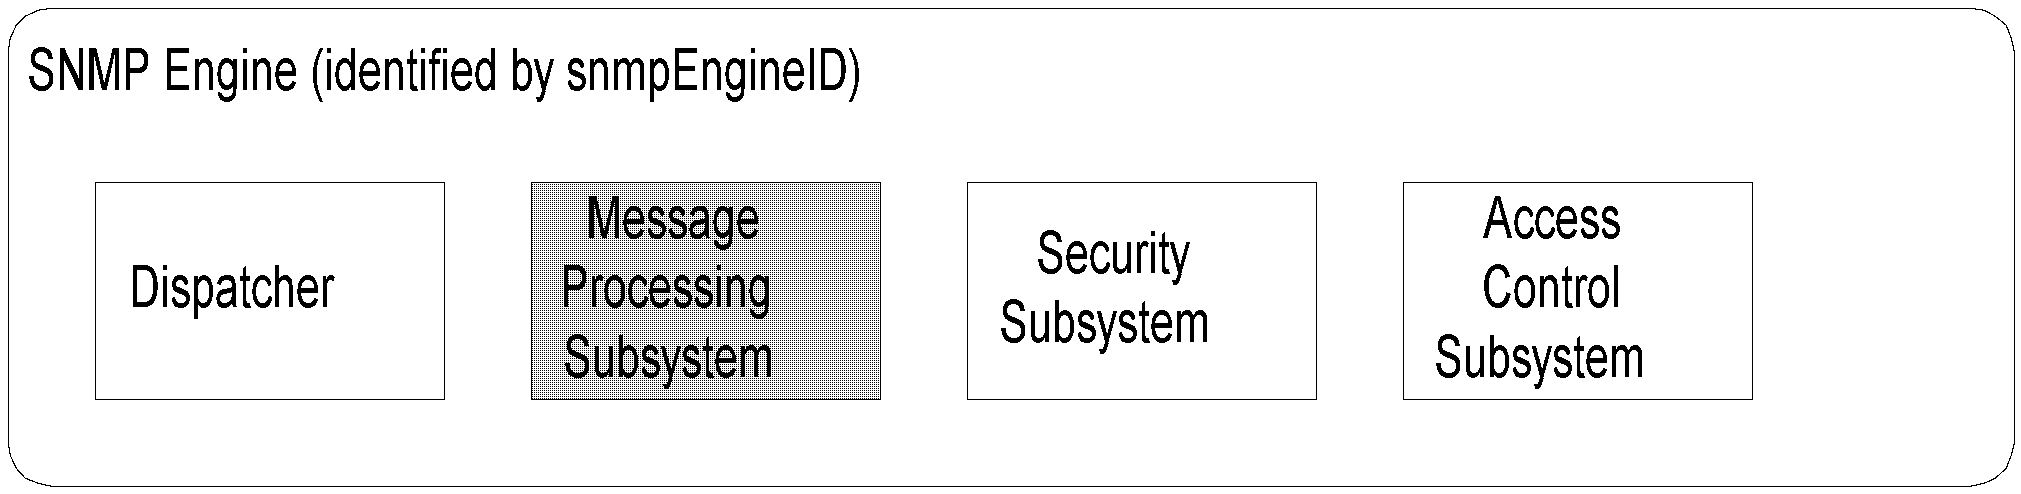 SNMP Engine (identified by snmpEngineID)
Dispatcher
Message
Processing
Subsystem
Security
Subsystem
Access
Control
Subsystem